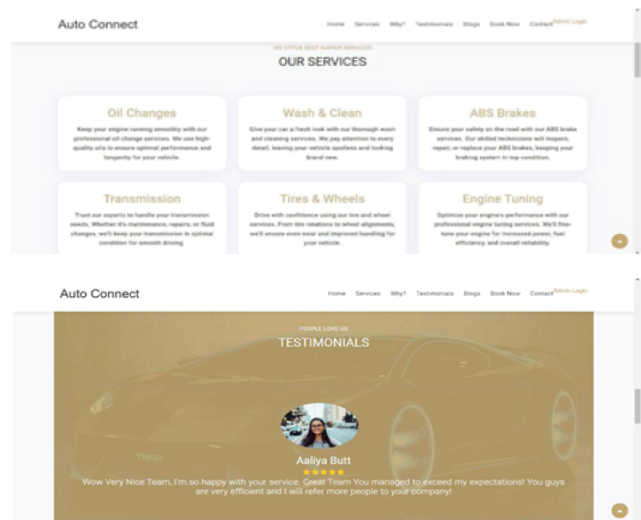 Auto Connect
Home Services Why? Testimonials Blogs Book Now Contact Admin Login
WE OFFER BEST REPAIR SERVICES
OUR SERVICES
Oil Changes
Keep your engine running smoothly with our
professional oil change services. We use high-
quality oils to ensure optimal performance and
longevity for your vehicle.
Wash & Clean
Give your car a fresh look with our thorough wash
and cleaning services. We pay attention to every
detail, leaving your vehicle spotless and looking
brand new.
ABS Brakes
Ensure your safety on the road with our ABS brake
services. Our skilled technicians will inspect,
repair, or replace your ABS brakes, keeping your
braking system in top condition.
Transmission
Trust our experts to handle your transmission
needs. Whether it's maintenance, repairs, or fluid
changes, we'll keep your transmission in optimal
condition for smooth driving.
Tires & Wheels
Drive with confidence using our tire and wheel
services. From tire rotations to wheel alignments,
we'll ensure even wear and improved handling for
your vehicle.
Engine Tuning
Optimize your engine's performance with our
professional engine tuning services. We'll fine-
tune your engine for increased power, fuel
efficiency, and overall reliability.
Auto Connect
Home Services Why? Testimonials Blogs Book Now Contact Admin Login
PEOPLE LOVE US
TESTIMONIALS
Aaliya Butt
Wow Very Nice Team, I'm so happy with your service. Great Team You managed to exceed my expectations! You guys
are very efficient and I will refer more people to your company!